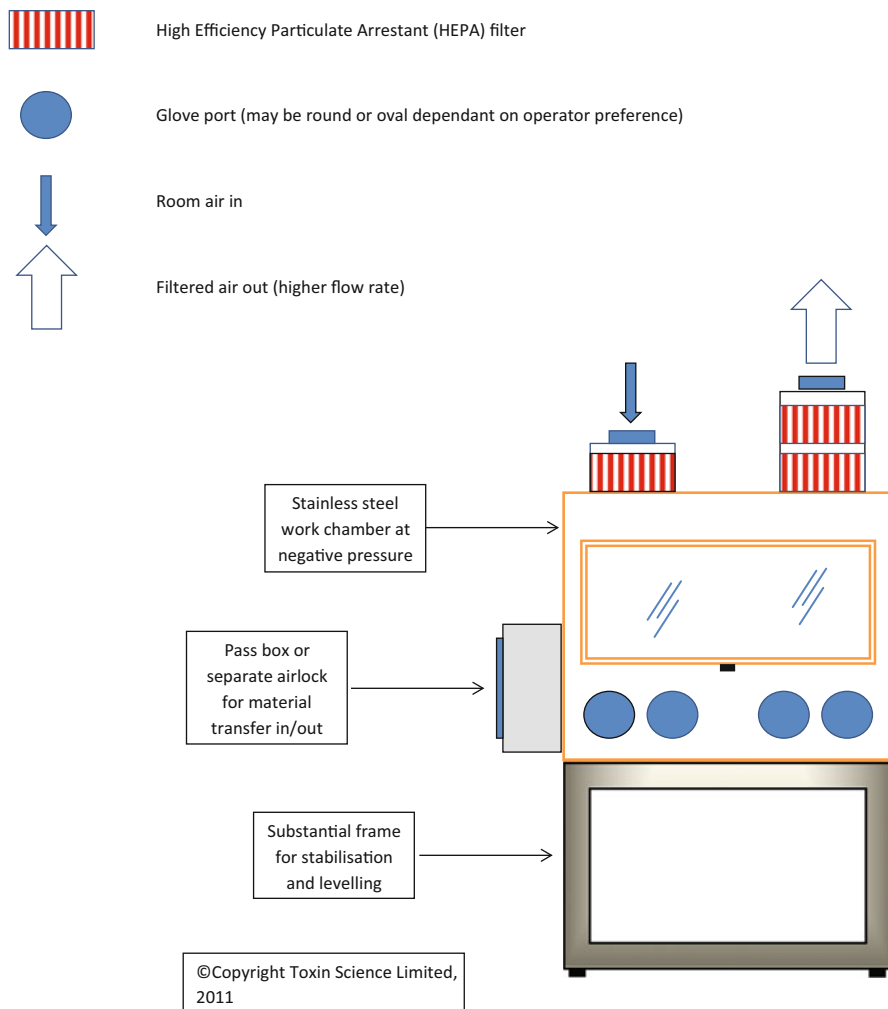 High Efficiency Particulate Arrestant (HEPA) filter
Glove port (may be round or oval dependant on operator preference)
Room air in
Filtered air out (higher flow rate)
Stainless steel
work chamber at
negative pressure
Pass box or
separate airlock
for material
transfer in/out
Substantial frame
for stabilisation
and levelling
©Copyright Toxin Science Limited,
2011